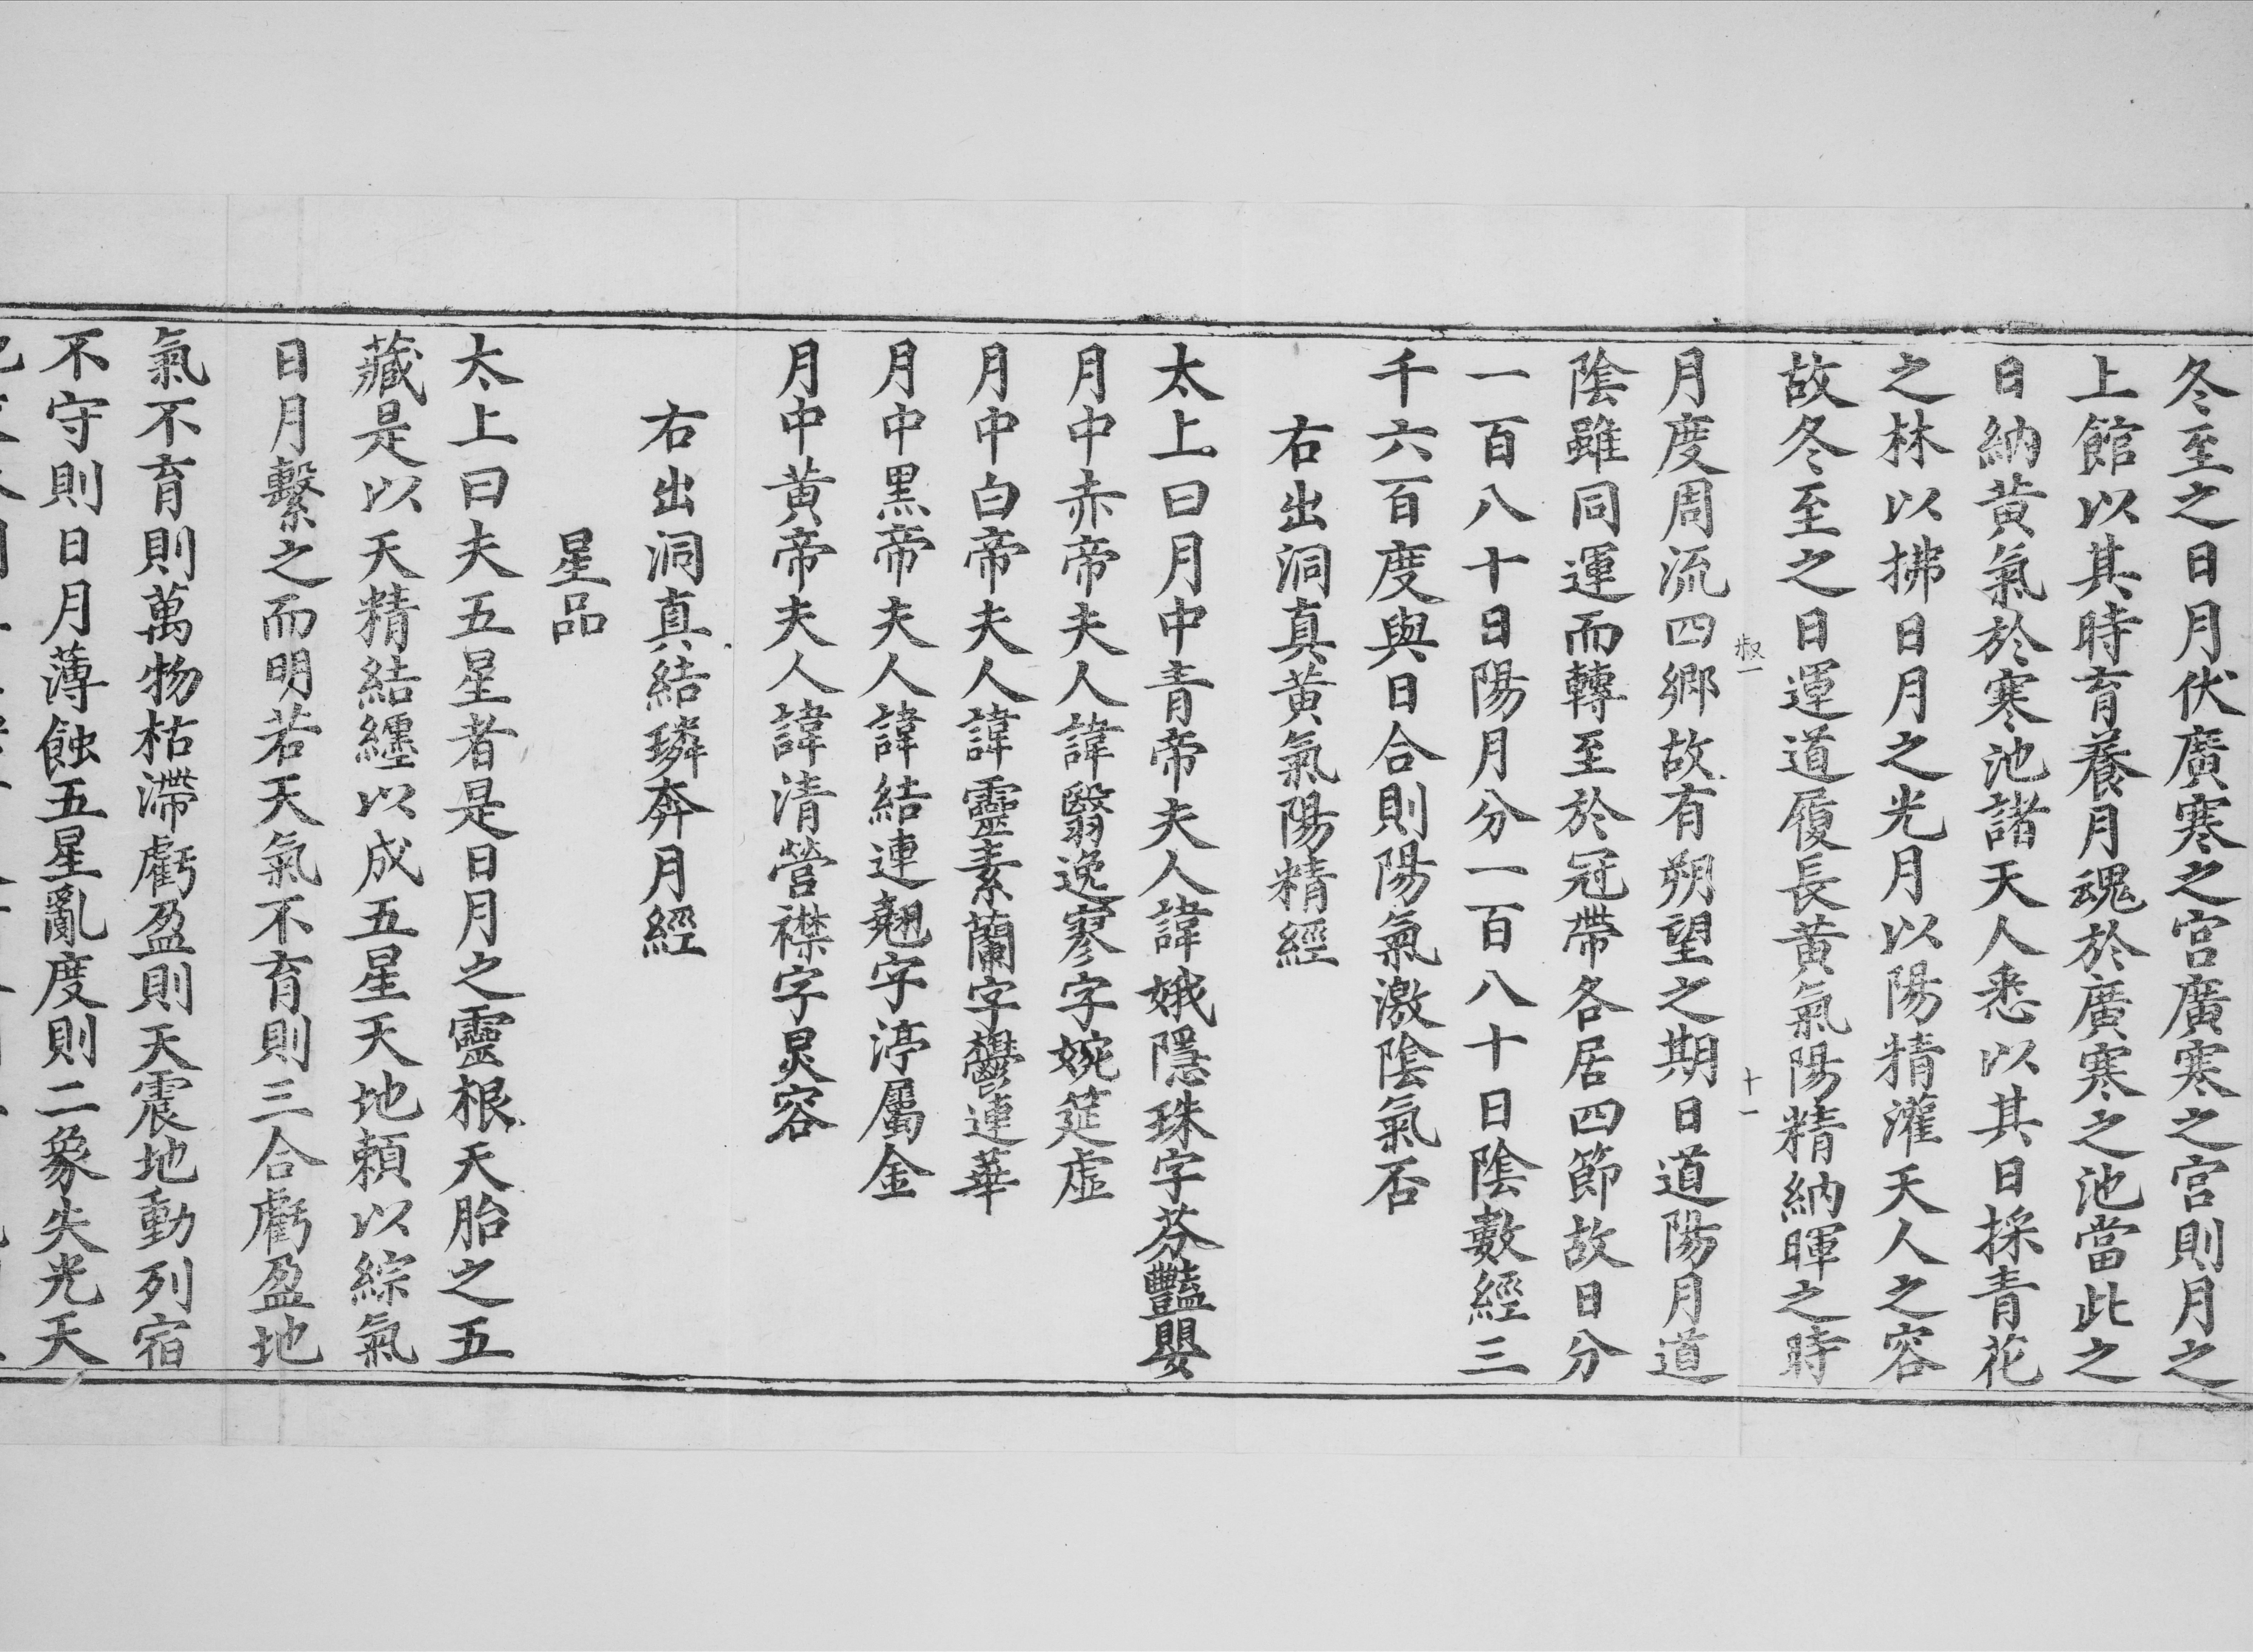 冬至之日月伏廣寒之宮廣寒之宮則月之
上館以其時育養月魂於廣寒之池當此之
日納黃氣於寒池諸天人悉以其日採青花
之林以拂日月之光月以陽精灌天人之容
故冬至之日運道履長黃氣陽精納暉之時
叔一 十一
月度周流四鄉故有朔望之期日道陽月道
陰雖同運而轉至於冠帶各居四節故日分
一百八十日陽月分一百八十日陰數經三
千六百度與日合則陽氣激陰氣否
右出洞真黃氣陽精經
太上曰月中青帝夫人諱娥隱珠字芬豔嬰
月中赤帝夫人諱翳逸寥字婉筵虛
月中白帝夫人諱靈素蘭字鬱連華
月中黑帝夫人諱結連翹字渟屬金
月中黃帝夫人諱清營襟字炅容
右出洞真結璘奔月經
星品
太上曰夫五星者是日月之靈根天胎之五
藏是以天精結纏以成五星天地賴以綜氣
日月繫之而明若天氣不育則三合虧盈地
氣不育則萬物枯滯虧盈則天震地動列宿
不守則日月薄蝕五星亂度則二象失光天